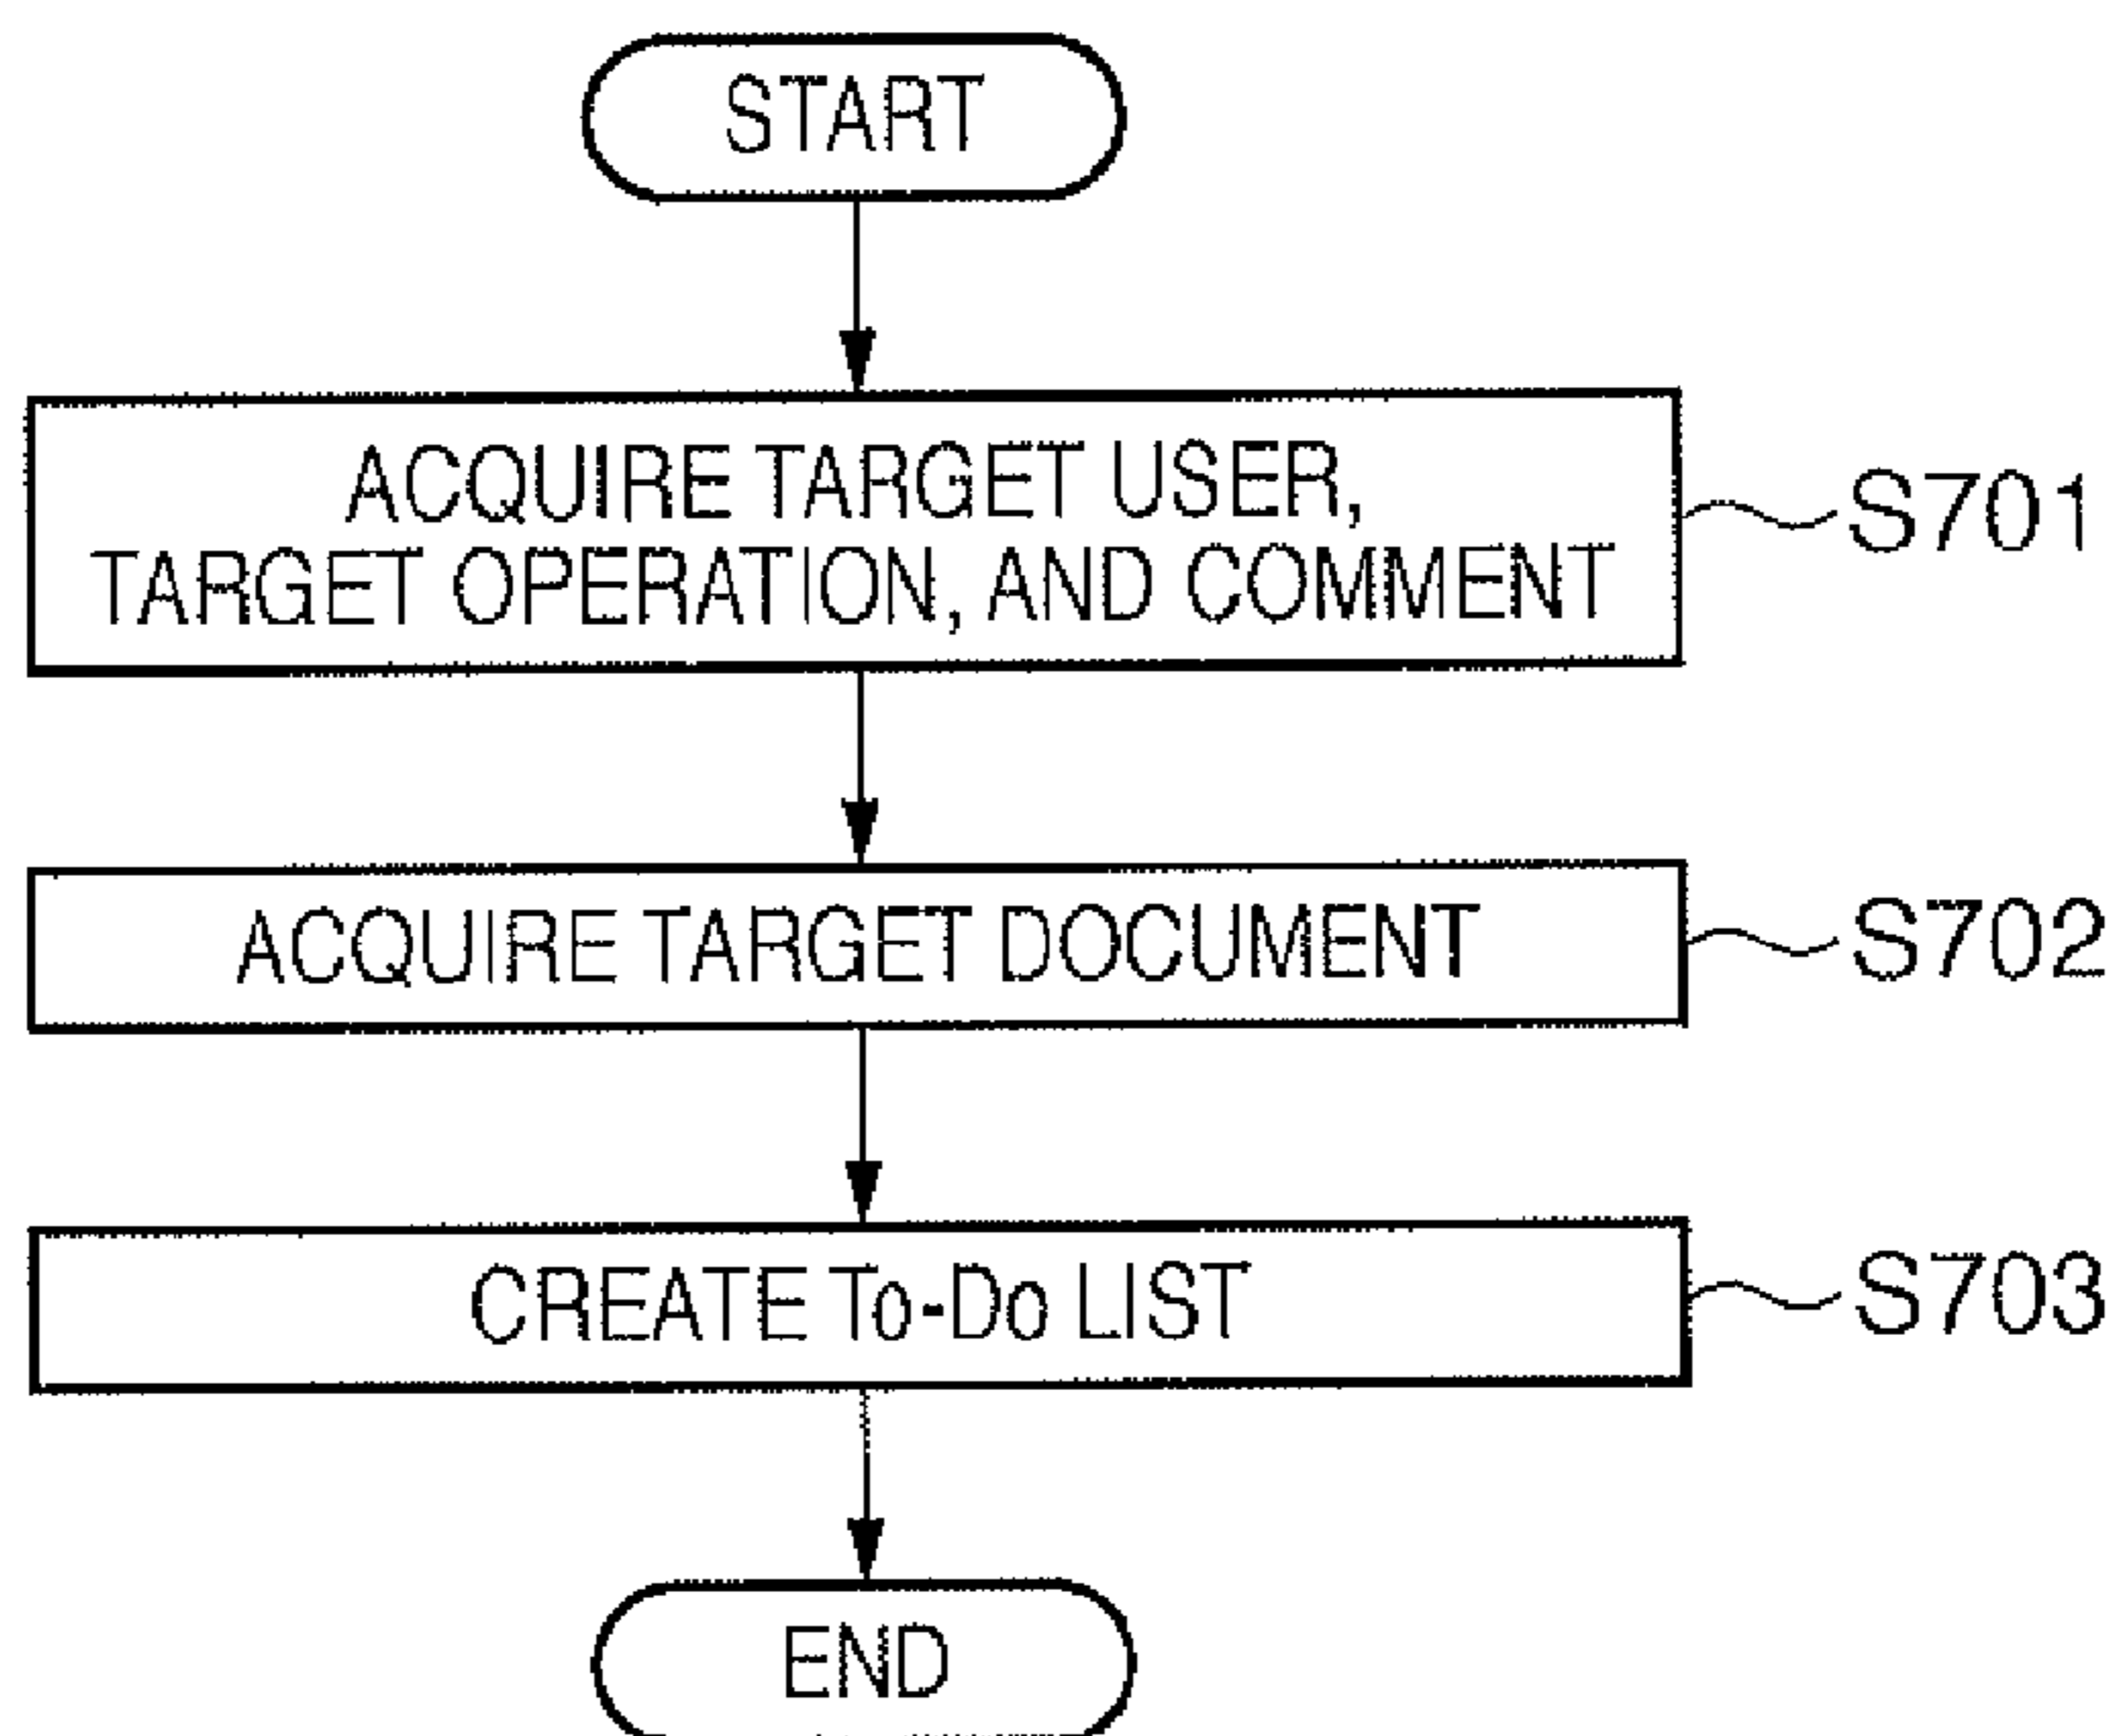 START
ACQUIRE TARGET USER,
TARGET OPERATION, AND COMMENT
S701
ACQUIRE TARGET DOCUMENT
S702
CREATE To-Do LIST
S703
END